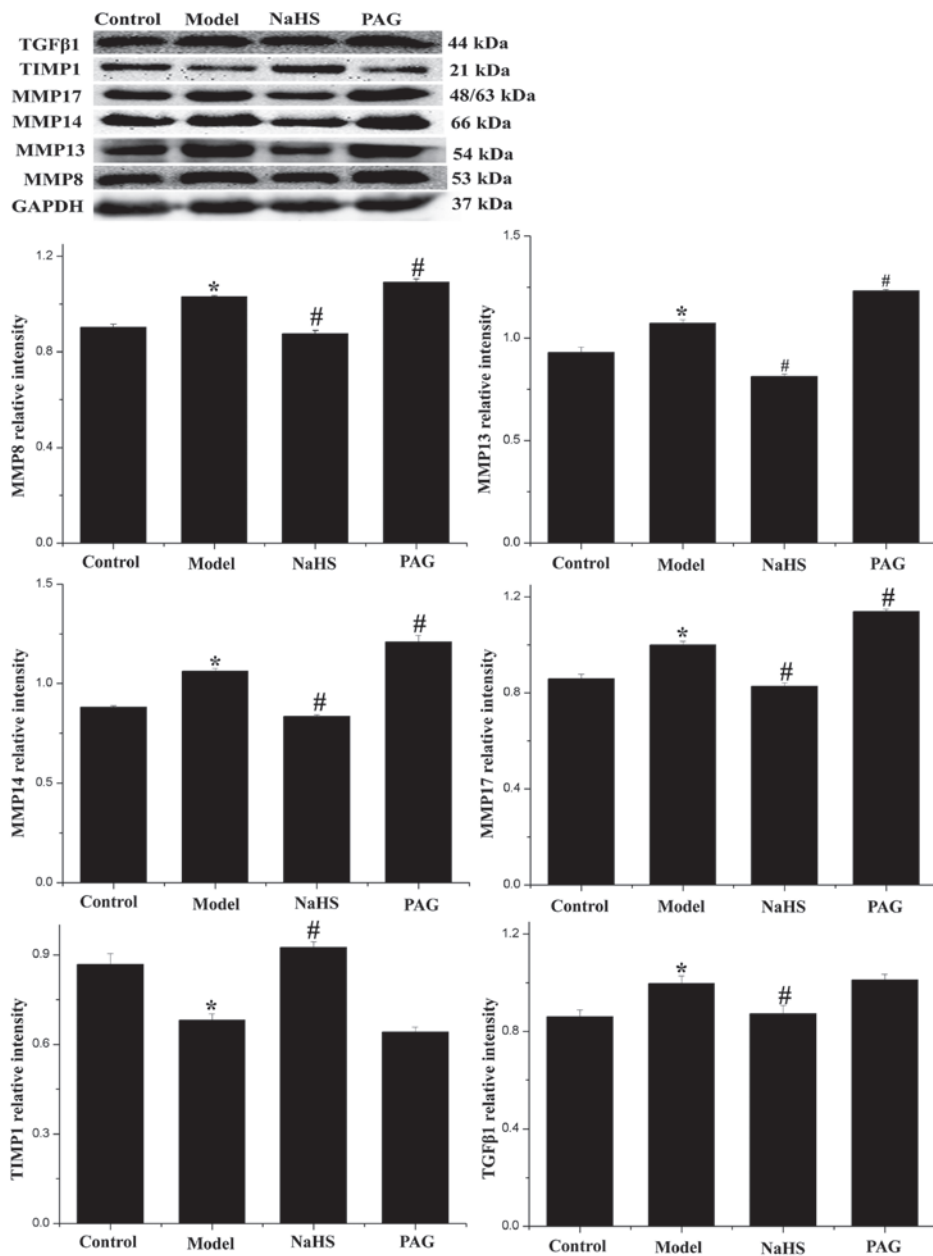 Control Model NaHS PAG
TGFβ1 44 kDa
TIMP1 21 kDa
MMP17 48/63 kDa
MMP14 66 kDa
MMP13 54 kDa
MMP8 53 kDa
GAPDH 37 kDa
MMP8 relative intensity
1.2
0.8
0.4
0.0
* # #
Control Model NaHS PAG
MMP13 relative intensity
1.5
1.0
0.5
0.0
* # #
Control Model NaHS PAG
MMP14 relative intensity
1.5
1.0
0.5
0.0
* # #
Control Model NaHS PAG
MMP17 relative intensity
1.2
0.8
0.4
0.0
* # #
Control Model NaHS PAG
TIMP1 relative intensity
0.9
0.6
0.3
0.0
* #
Control Model NaHS PAG
TGFβ1 relative intensity
1.2
0.8
0.4
0.0
* #
Control Model NaHS PAG